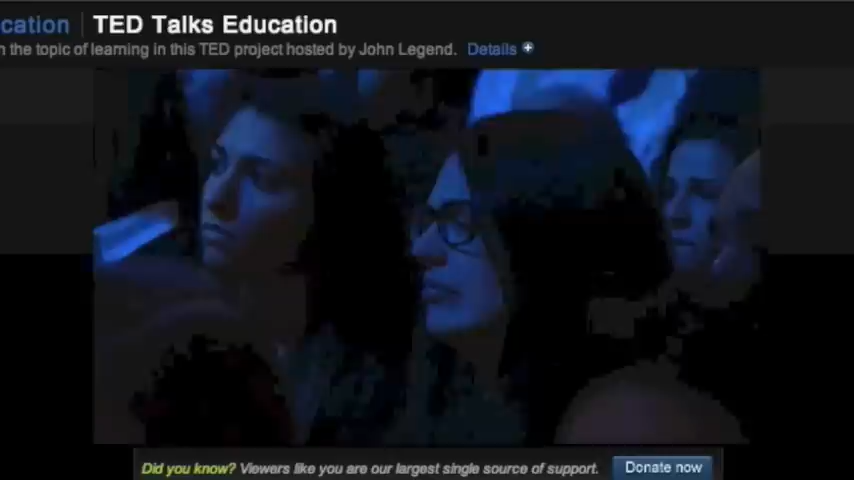 cation | TED Talks Education
n the topic of learning in this TED project hosted by John Legend. Details +
Did you know? Viewers like you are our largest single source of support. Donate now